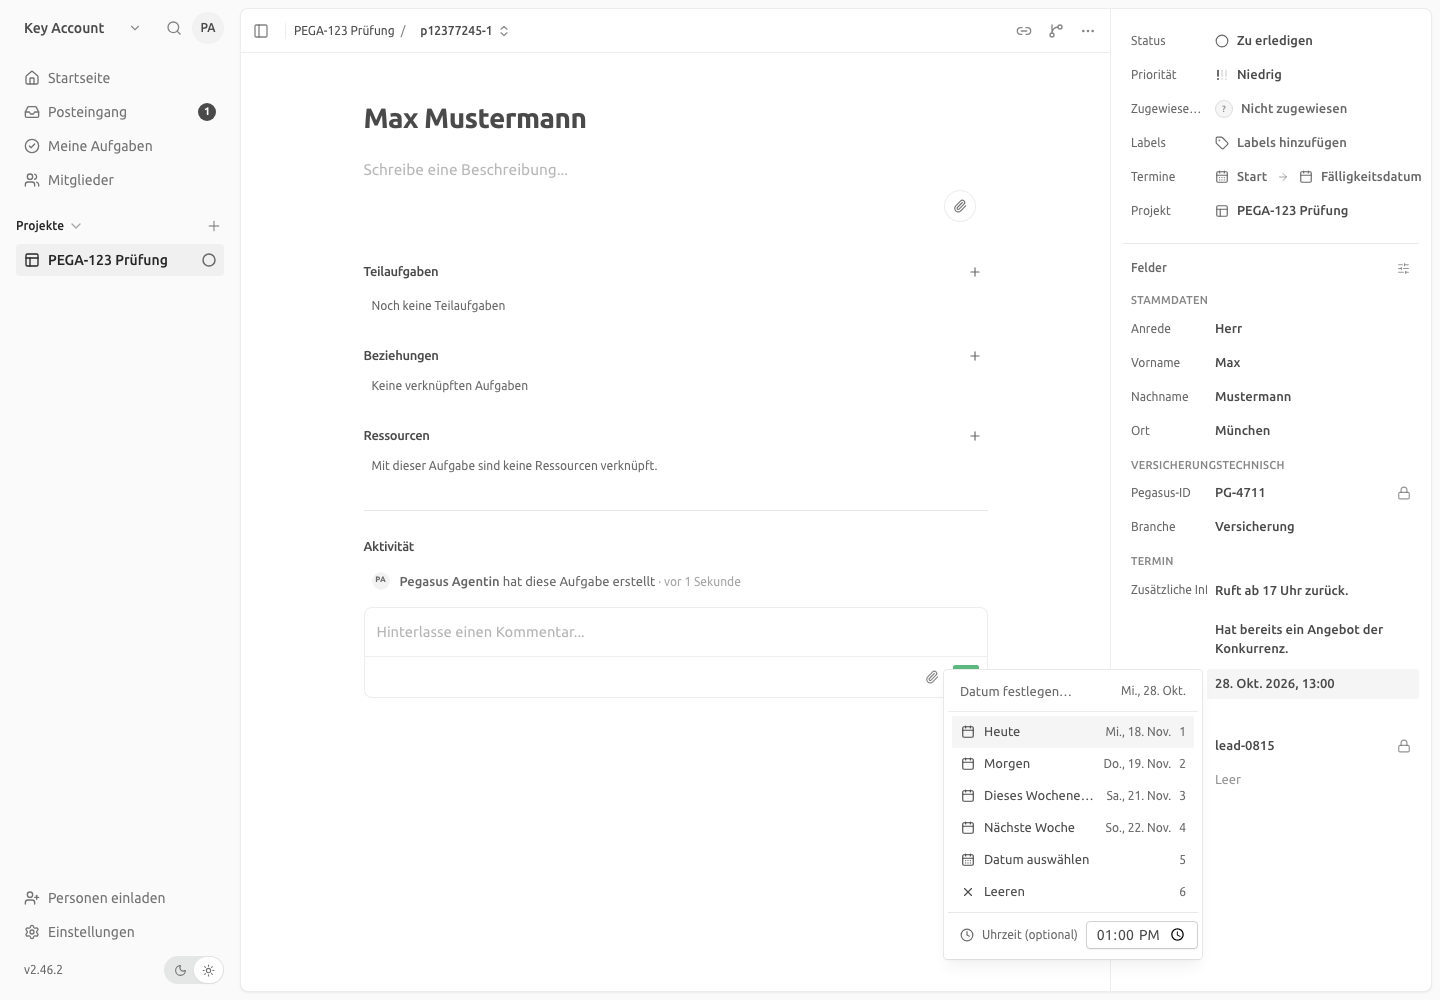 Key Account
PA
Startseite
Posteingang
1
Meine Aufgaben
Mitglieder
Projekte
PEGA-123 Prüfung
Personen einladen
Einstellungen
v2.46.2
PEGA-123 Prüfung / p12377245-1
Max Mustermann
Schreibe eine Beschreibung...
Teilaufgaben
Noch keine Teilaufgaben
Beziehungen
Keine verknüpften Aufgaben
Ressourcen
Mit dieser Aufgabe sind keine Ressourcen verknüpft.
Aktivität
PA Pegasus Agentin hat diese Aufgabe erstellt · vor 1 Sekunde
Hinterlasse einen Kommentar...
Datum festlegen... Mi., 28. Okt.
Heute Mi., 18. Nov. 1
Morgen Do., 19. Nov. 2
Dieses Wochene... Sa., 21. Nov. 3
Nächste Woche So., 22. Nov. 4
Datum auswählen 5
Leeren 6
Uhrzeit (optional) 01:00 PM
Status Zu erledigen
Priorität Niedrig
Zugewiese... ? Nicht zugewiesen
Labels Labels hinzufügen
Termine Start → Fälligkeitsdatum
Projekt PEGA-123 Prüfung
Felder
STAMMDATEN
Anrede Herr
Vorname Max
Nachname Mustermann
Ort München
VERSICHERUNGSTECHNISCH
Pegasus-ID PG-4711
Branche Versicherung
TERMIN
Zusätzliche Inf Ruft ab 17 Uhr zurück.
Hat bereits ein Angebot der
Konkurrenz.
28. Okt. 2026, 13:00
lead-0815
Leer